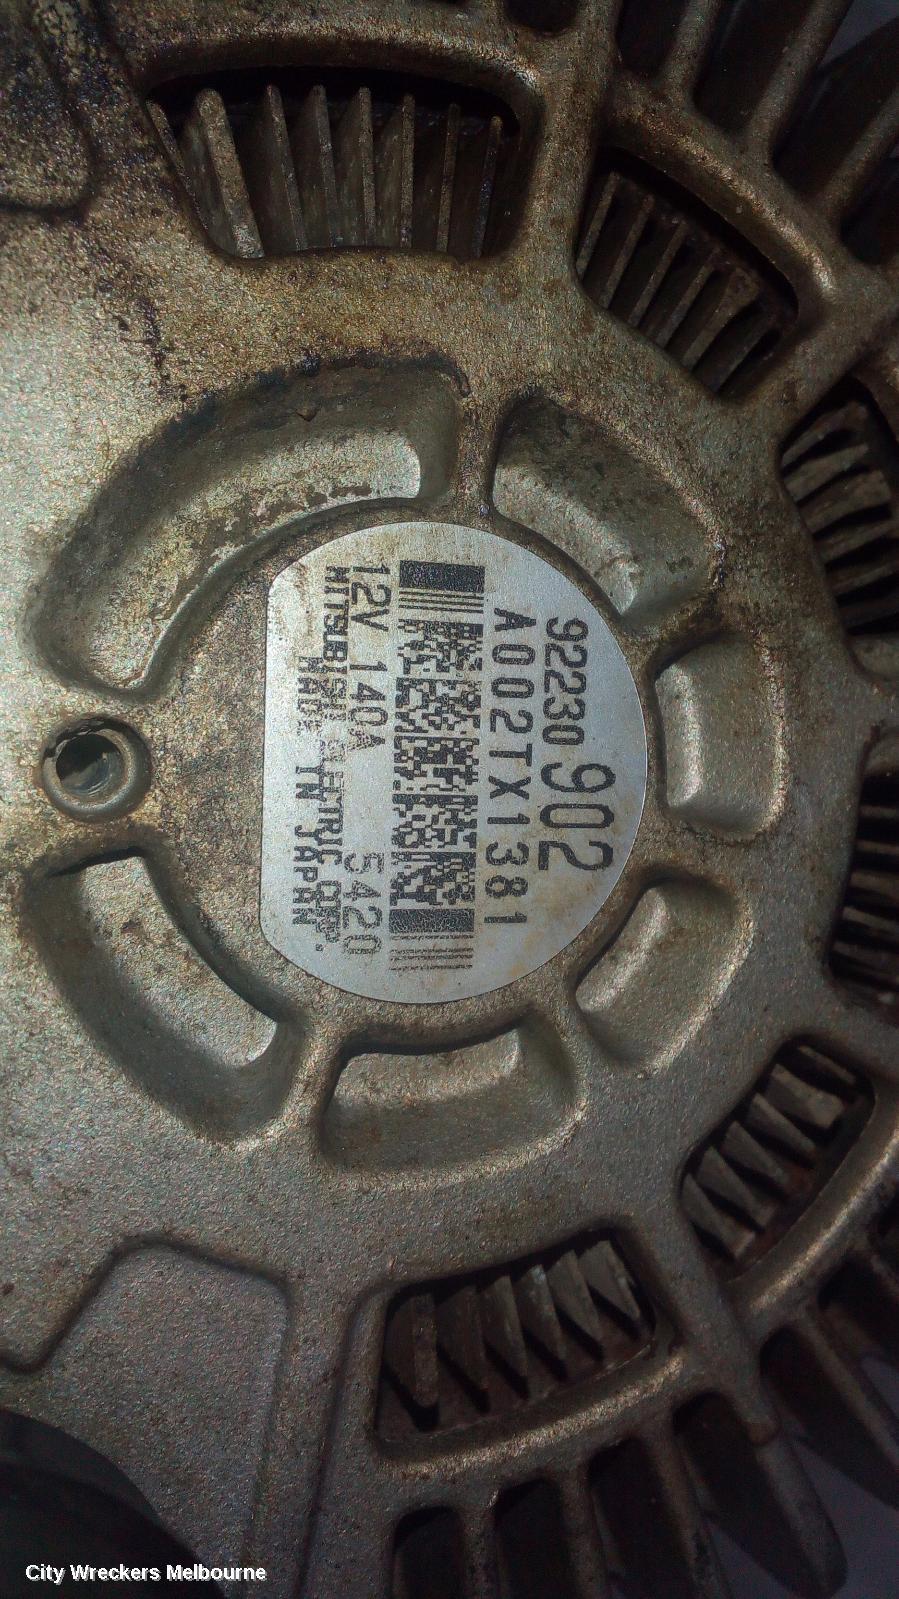 92230 902
A002TX1381
12V 140A 5420
MITSUBISHI ELECTRIC CORP.
MADE IN JAPAN
City Wreckers Melbourne